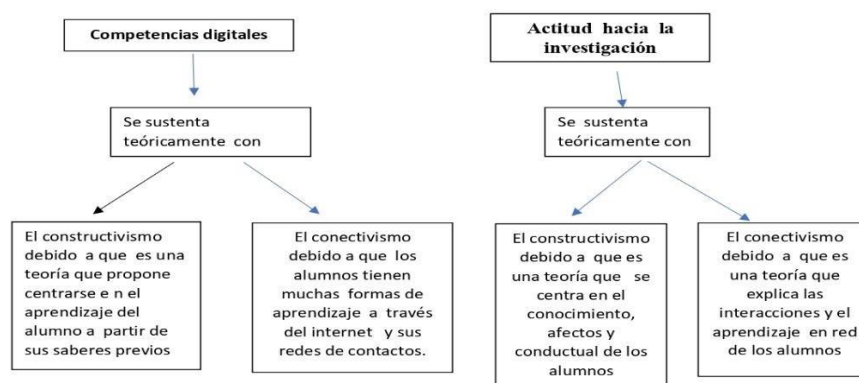 Competencias digitales
Actitud hacia la
investigación
Se sustenta
teóricamente con
Se sustenta
teóricamente con
El constructivismo
debido a que es una
teoría que propone
centrarse e n el
aprendizaje del
alumno a partir de
sus saberes previos
El conectivismo
debido a que los
alumnos tienen
muchas formas de
aprendizaje a través
del internet y sus
redes de contactos.
El constructivismo
debido a que es
una teoría que se
centra en el
conocimiento,
afectos y
conductual de los
alumnos
El conectivismo
debido a que es
una teoría que
explica las
interacciones y el
aprendizaje en red
de los alumnos